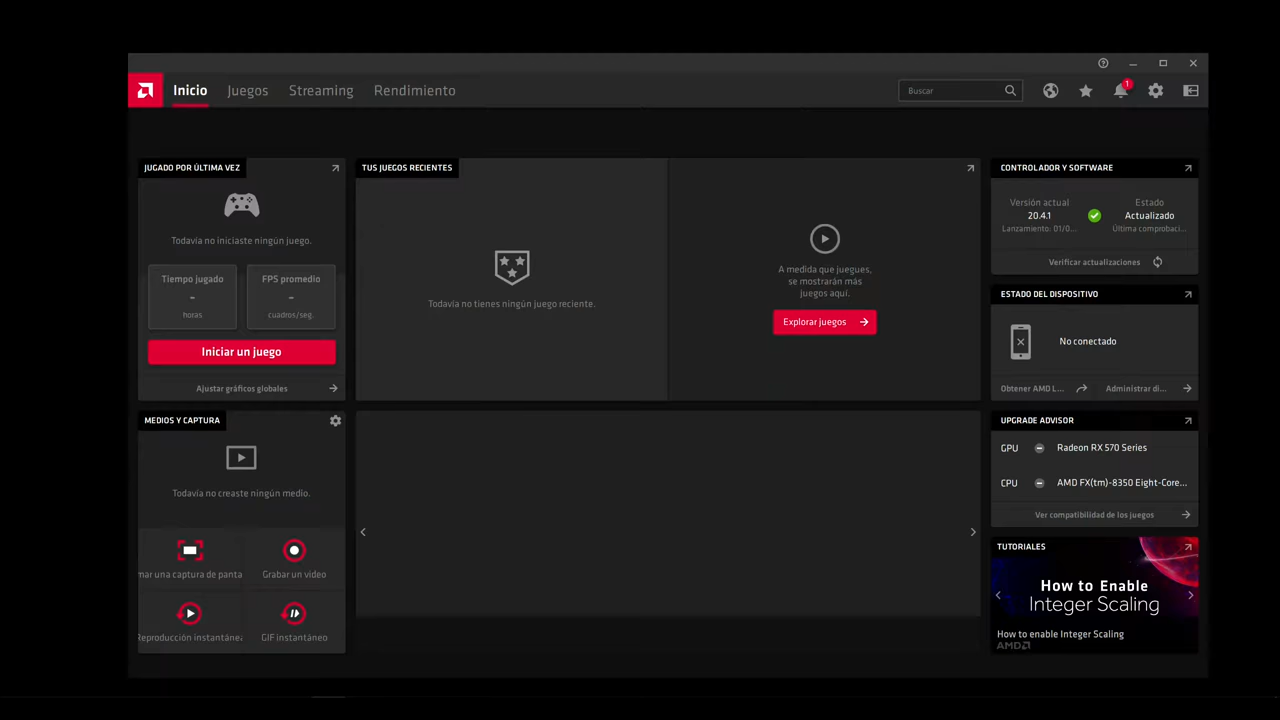 Inicio Juegos Streaming Rendimiento
Buscar
1
JUGADO POR ÚLTIMA VEZ
Todavía no iniciaste ningún juego.
Tiempo jugado
-
horas
FPS promedio
-
cuadros/seg.
Iniciar un juego
Ajustar gráficos globales
TUS JUEGOS RECIENTES
Todavía no tienes ningún juego reciente.
A medida que juegues,
se mostrarán más
juegos aquí.
Explorar juegos
CONTROLADOR Y SOFTWARE
Versión actual
20.4.1
Lanzamiento: 01/0...
Estado
Actualizado
Última comprobaci...
Verificar actualizaciones
ESTADO DEL DISPOSITIVO
No conectado
Obtener AMD L... Administrar di...
MEDIOS Y CAPTURA
Todavía no creaste ningún medio.
mar una captura de panta
Grabar un video
Reproducción instantánea
GIF instantáneo
UPGRADE ADVISOR
GPU Radeon RX 570 Series
CPU AMD FX(tm)-8350 Eight-Core...
Ver compatibilidad de los juegos
TUTORIALES
How to Enable
Integer Scaling
How to enable Integer Scaling
AMD